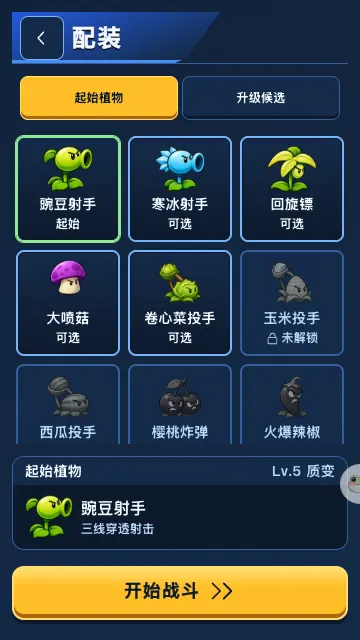 配装
起始植物
升级候选
豌豆射手
起始
寒冰射手
可选
回旋镖
可选
大喷菇
可选
卷心菜投手
可选
玉米投手
未解锁
西瓜投手
樱桃炸弹
火爆辣椒
起始植物
Lv.5 质变
豌豆射手
三线穿透射击
开始战斗